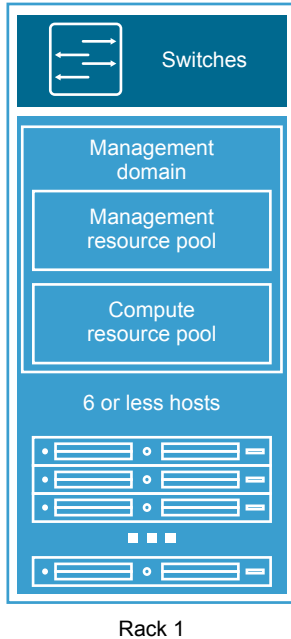 Switches
Management
domain
Management
resource pool
Compute
resource pool
6 or less hosts
Rack 1